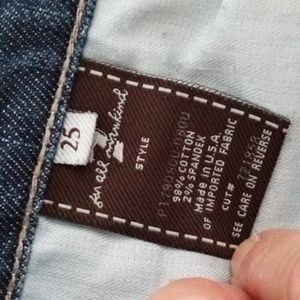 25
7
for all mankind
STYLE
98% COTTON
2% SPANDEX
Made in U.S.A.
OF IMPORTED FABRIC
CUT#
SEE CARE ON REVERSE